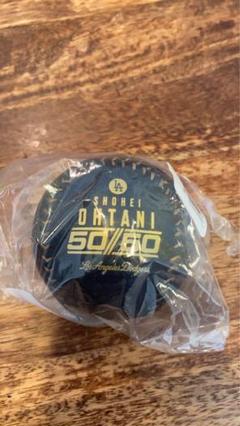 LA
SHOHEI
OHTANI
50//50
Los Angeles Dodgers